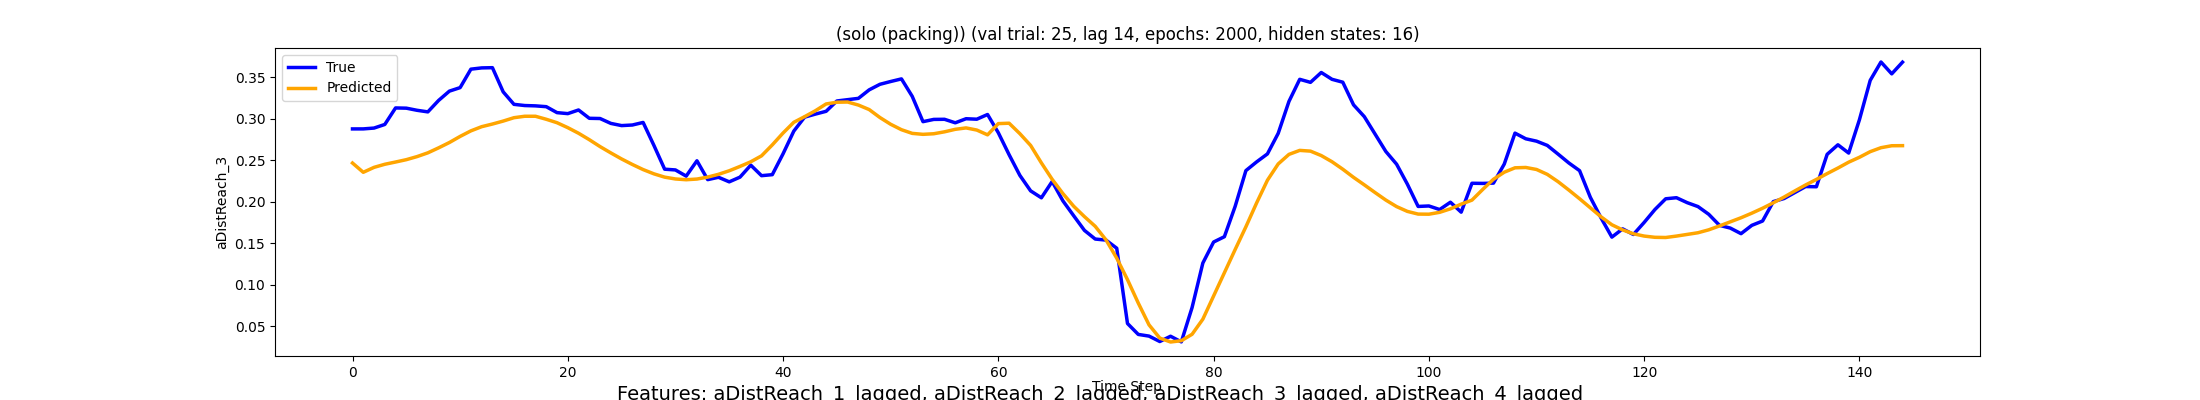 (solo (packing)) (val trial: 25, lag 14, epochs: 2000, hidden states: 16)
True
Predicted
aDistReach_3
0.35
0.30
0.25
0.20
0.15
0.10
0.05
0 20 40 60 80 100 120 140
Time Step
Features: aDistReach_1_lagged, aDistReach_2_lagged, aDistReach_3_lagged, aDistReach_4_lagged